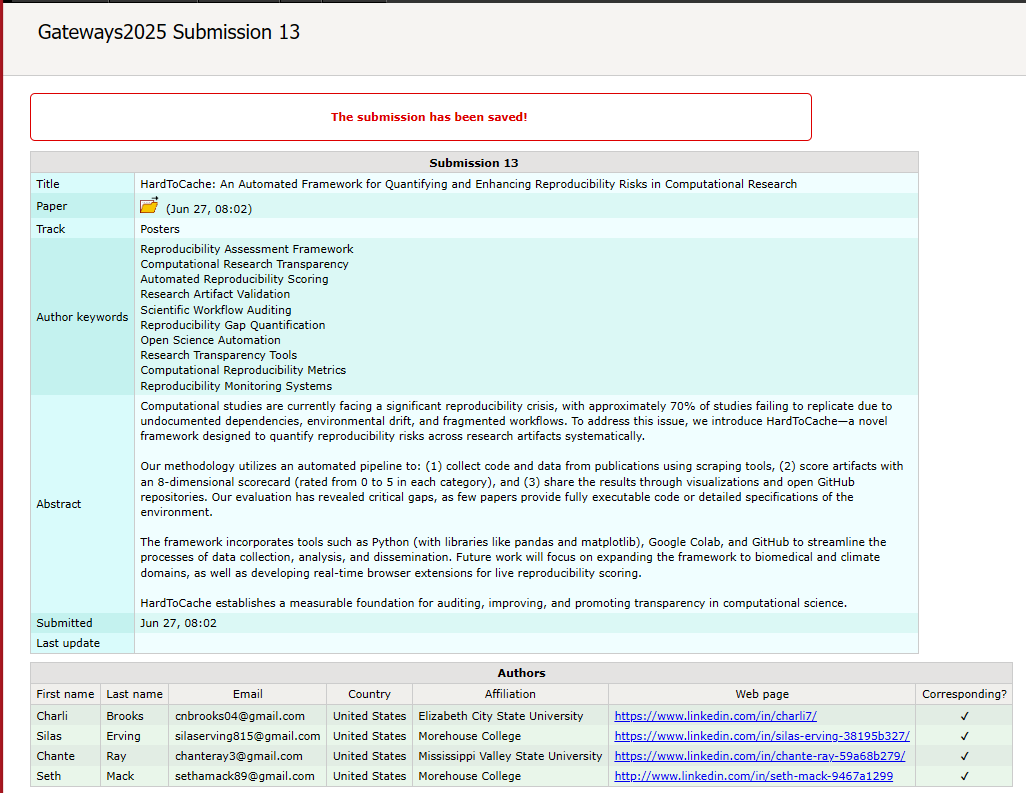 Gateways2025 Submission 13
The submission has been saved!
Submission 13
Title HardToCache: An Automated Framework for Quantifying and Enhancing Reproducibility Risks in Computational Research
Paper (Jun 27, 08:02)
Track Posters
Author keywords
Reproducibility Assessment Framework
Computational Research Transparency
Automated Reproducibility Scoring
Research Artifact Validation
Scientific Workflow Auditing
Reproducibility Gap Quantification
Open Science Automation
Research Transparency Tools
Computational Reproducibility Metrics
Reproducibility Monitoring Systems
Abstract
Computational studies are currently facing a significant reproducibility crisis, with approximately 70% of studies failing to replicate due to
undocumented dependencies, environmental drift, and fragmented workflows. To address this issue, we introduce HardToCache—a novel
framework designed to quantify reproducibility risks across research artifacts systematically.
Our methodology utilizes an automated pipeline to: (1) collect code and data from publications using scraping tools, (2) score artifacts with
an 8-dimensional scorecard (rated from 0 to 5 in each category), and (3) share the results through visualizations and open GitHub
repositories. Our evaluation has revealed critical gaps, as few papers provide fully executable code or detailed specifications of the
environment.
The framework incorporates tools such as Python (with libraries like pandas and matplotlib), Google Colab, and GitHub to streamline the
processes of data collection, analysis, and dissemination. Future work will focus on expanding the framework to biomedical and climate
domains, as well as developing real-time browser extensions for live reproducibility scoring.
HardToCache establishes a measurable foundation for auditing, improving, and promoting transparency in computational science.
Submitted Jun 27, 08:02
Last update
Authors
First name Last name Email Country Affiliation Web page Corresponding?
Charli Brooks cnbrooks04@gmail.com United States Elizabeth City State University https://www.linkedin.com/in/charli7/ ✓
Silas Erving silaserving815@gmail.com United States Morehouse College https://www.linkedin.com/in/silas-erving-38195b327/ ✓
Chante Ray chanteray3@gmail.com United States Mississippi Valley State University https://www.linkedin.com/in/chante-ray-59a68b279/ ✓
Seth Mack sethamack89@gmail.com United States Morehouse College http://www.linkedin.com/in/seth-mack-9467a1299 ✓